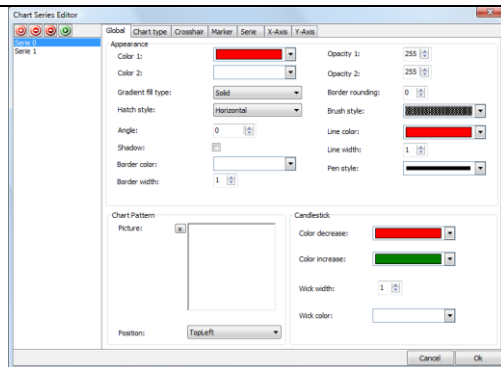 Chart Series Editor
Global Chart type Crosshair Marker Serie X-Axis Y-Axis
Serie 0
Serie 1
Appearance
Color 1:
Opacity 1: 255
Color 2:
Opacity 2: 255
Gradient fill type: Solid
Border rounding: 0
Hatch style: Horizontal
Brush style:
Angle: 0
Line color:
Shadow:
Line width: 1
Border color:
Pen style:
Border width: 1
Chart Pattern
Picture:
x
Position: TopLeft
Candlestick
Color decrease:
Color increase:
Wick width: 1
Wick color:
Cancel Ok